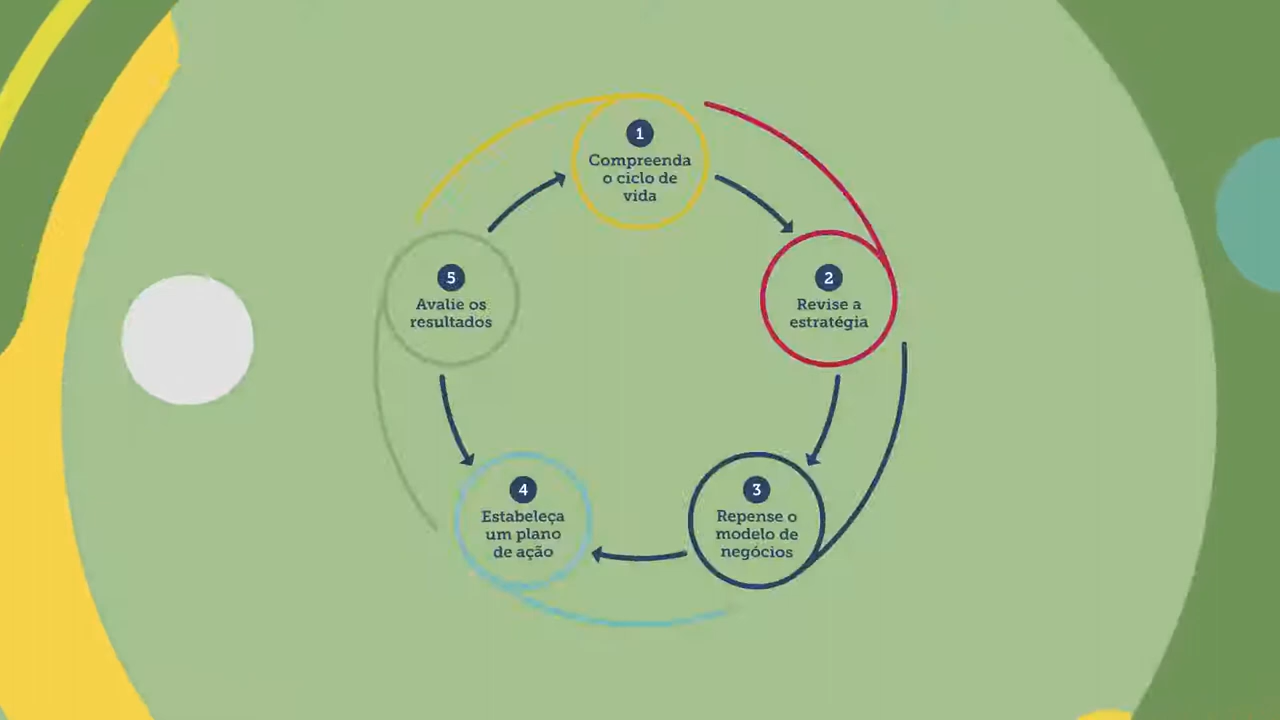 1
Compreenda
o ciclo de
vida
2
Revise a
estratégia
3
Repense o
modelo de
negócios
4
Estabeleça
um plano
de ação
5
Avalie os
resultados